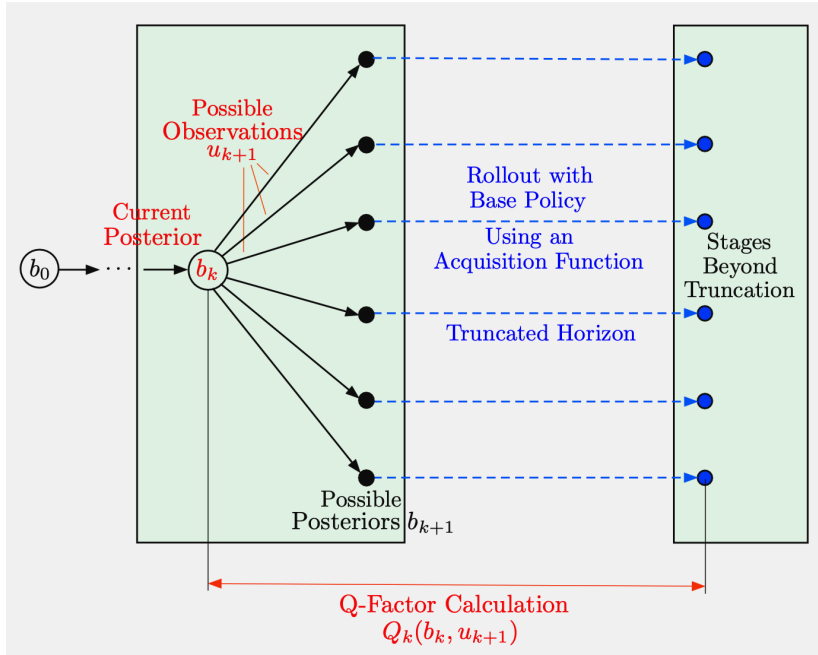 Possible
Observations
u_{k+1}
Current
Posterior
b_0
···
b_k
Rollout with
Base Policy
Using an
Acquisition Function
Truncated Horizon
Stages
Beyond
Truncation
Possible
Posteriors b_{k+1}
Q-Factor Calculation
Q_k(b_k, u_{k+1})